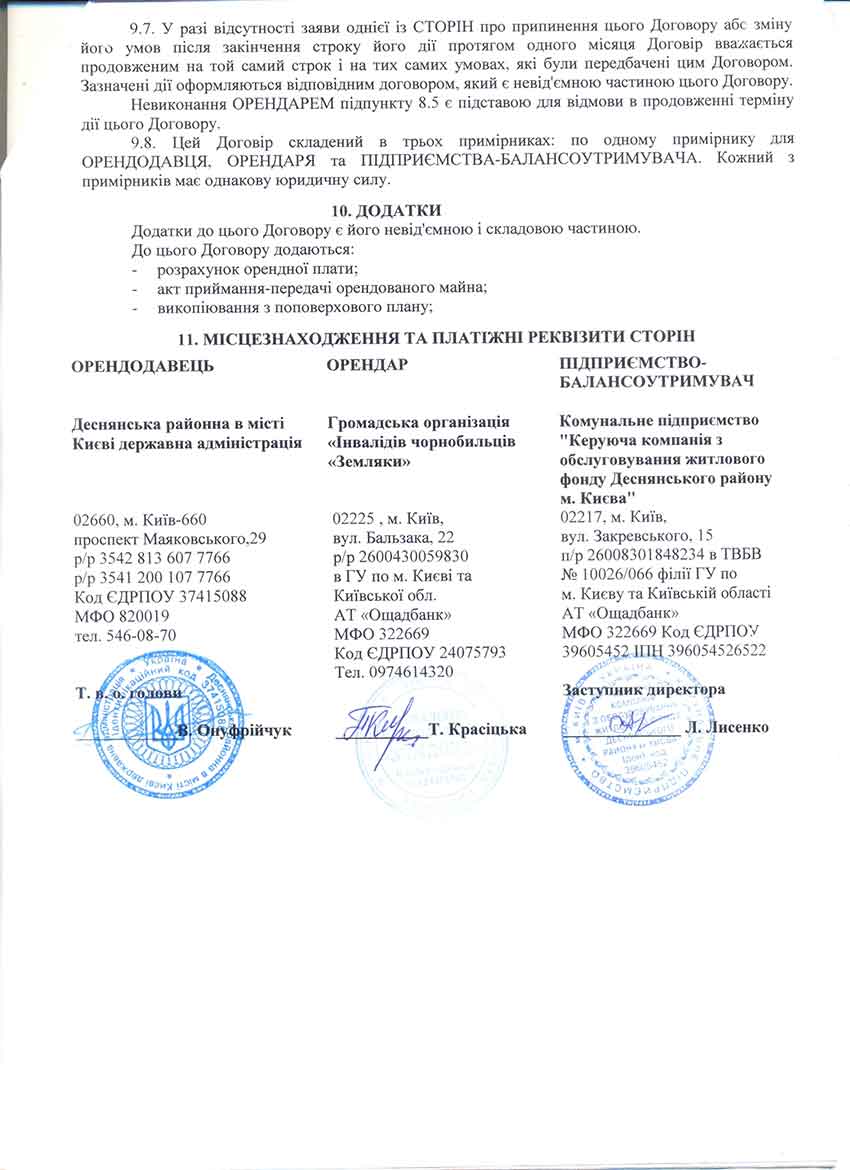 9.7. У разі відсутності заяви однієї із СТОРІН про припинення цього Договору або зміну
його умов після закінчення строку його дії протягом одного місяця Договір вважається
продовженим на той самий строк і на тих самих умовах, які були передбачені цим Договором.
Зазначені дії оформляються відповідним договором, який є невід'ємною частиною цього Договору.
Невиконання ОРЕНДАРЕМ підпункту 8.5 є підставою для відмови в продовженні терміну
дії цього Договору.
9.8. Цей Договір складений в трьох примірниках: по одному примірнику для
ОРЕНДОДАВЦЯ, ОРЕНДАРЯ та ПІДПРИЄМСТВА-БАЛАНСОУТРИМУВАЧА. Кожний з
примірників має однакову юридичну силу.
10. ДОДАТКИ
Додатки до цього Договору є його невід'ємною і складовою частиною.
До цього Договору додаються:
- розрахунок орендної плати;
- акт приймання-передачі орендованого майна;
- викопіювання з поповерхового плану;
11. МІСЦЕЗНАХОДЖЕННЯ ТА ПЛАТІЖНІ РЕКВІЗИТИ СТОРІН
ОРЕНДОДАВЕЦЬ
Деснянська районна в місті
Києві державна адміністрація
02660, м. Київ-660
проспект Маяковського,29
р/р 3542 813 607 7766
р/р 3541 200 107 7766
Код ЄДРПОУ 37415088
МФО 820019
тел. 546-08-70
Т. в. о. голови
В. Онуфрійчук
ОРЕНДАР
Громадська організація
«Інвалідів чорнобильців
«Земляки»
02225 , м. Київ,
вул. Бальзака, 22
р/р 2600430059830
в ГУ по м. Києві та
Київської обл.
АТ «Ощадбанк»
МФО 322669
Код ЄДРПОУ 24075793
Тел. 0974614320
Т. Красіцька
ПІДПРИЄМСТВО-
БАЛАНСОУТРИМУВАЧ
Комунальне підприємство
"Керуюча компанія з
обслуговування житлового
фонду Деснянського району
м. Києва"
02217, м. Київ,
вул. Закревського, 15
п/р 26008301848234 в ТВБВ
№ 10026/066 філії ГУ по
м. Києву та Київській області
АТ «Ощадбанк»
МФО 322669 Код ЄДРПОУ
39605452 ІПН 396054526522
Заступник директора
Л. Лисенко